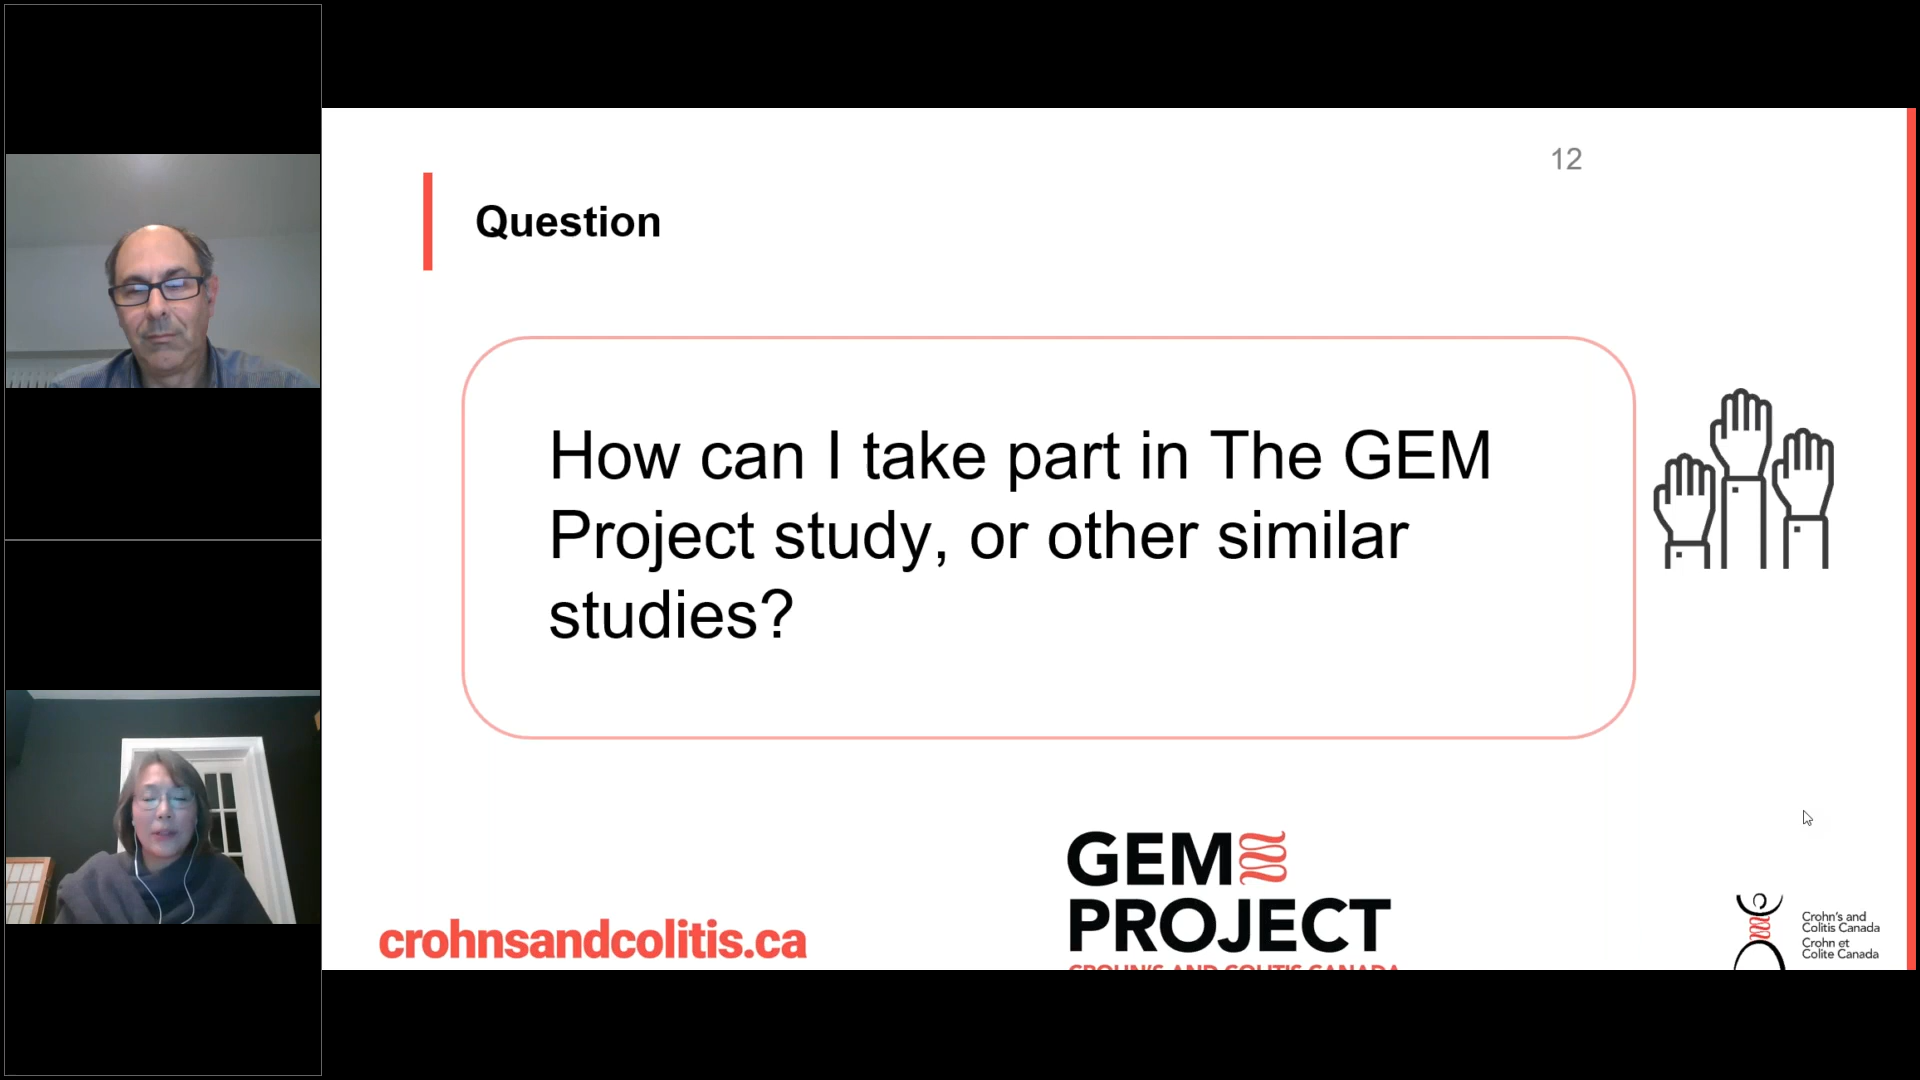 12
Question
How can I take part in The GEM
Project study, or other similar
studies?
GEM
PROJECT
CROHN'S AND COLITIS CANADA
crohnsandcolitis.ca
Crohn's and
Colitis Canada
Crohn et
Colite Canada